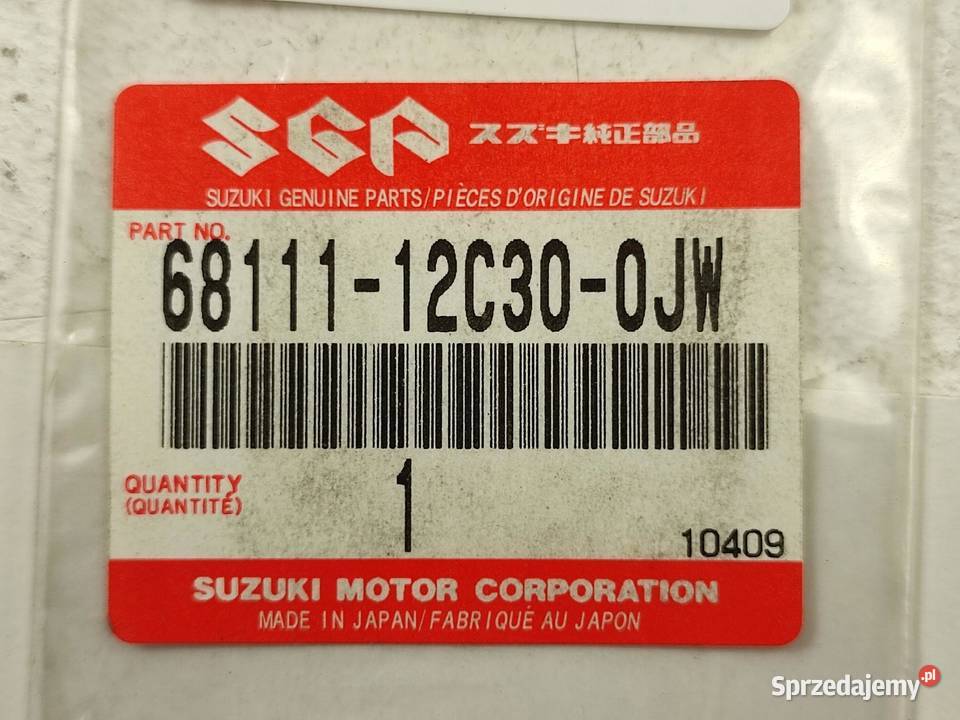 SGP スズキ純正部品
SUZUKI GENUINE PARTS/PIÈCES D'ORIGINE DE SUZUKI
PART NO.
68111-12C30-0JW
QUANTITY
(QUANTITÉ)
1
10409
SUZUKI MOTOR CORPORATION
MADE IN JAPAN/FABRIQUÉ AU JAPON
Sprzedajemy.pl